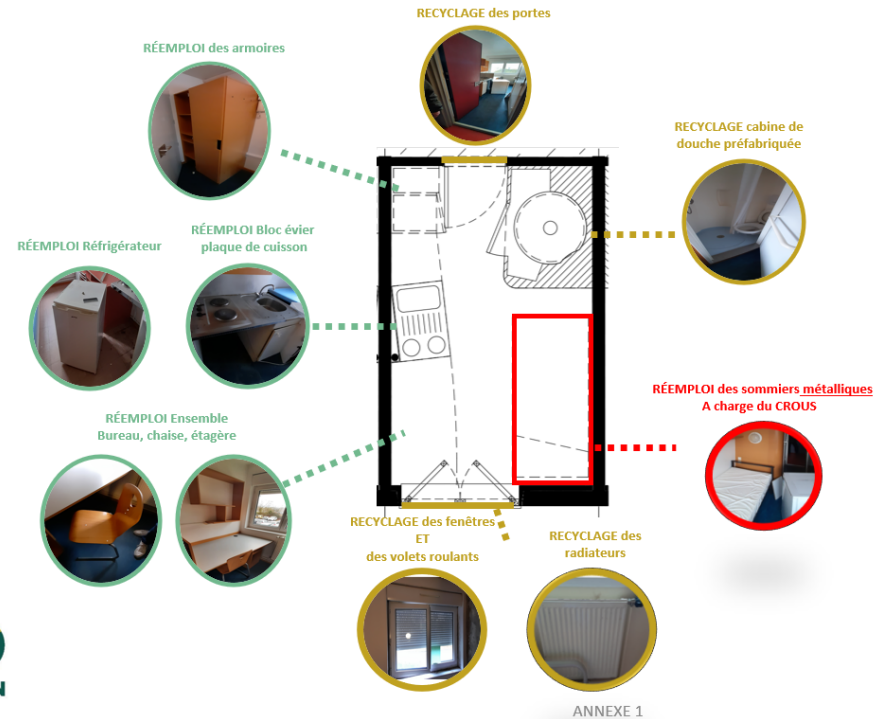 RECYCLAGE des portes
RÉEMPLOI des armoires
RECYCLAGE cabine de
douche préfabriquée
RÉEMPLOI Réfrigérateur
RÉEMPLOI Bloc évier
plaque de cuisson
RÉEMPLOI des sommiers métalliques
A charge du CROUS
RÉEMPLOI Ensemble
Bureau, chaise, étagère
RECYCLAGE des fenêtres
ET
des volets roulants
RECYCLAGE des
radiateurs
ANNEXE 1